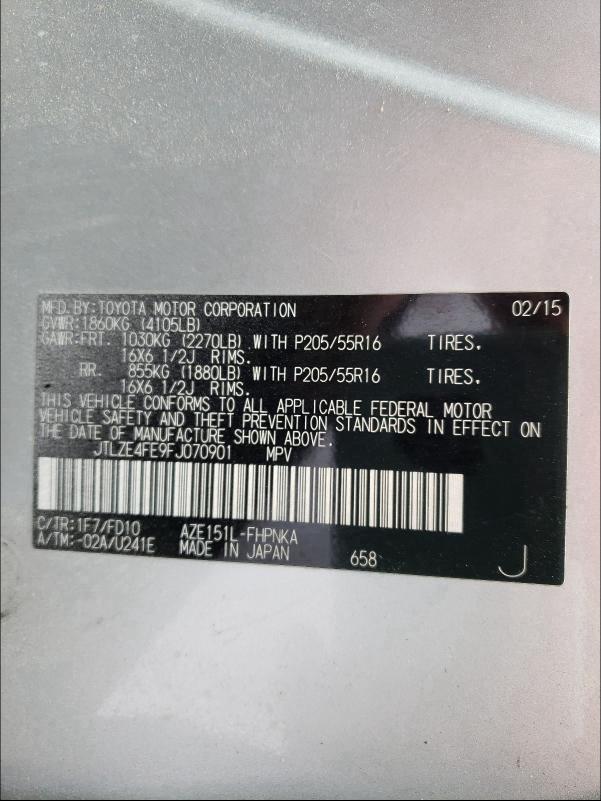 MFD.BY:TOYOTA MOTOR CORPORATION 02/15
GVWR:1860KG (4105LB)
GAWR:FRT. 1030KG (2270LB) WITH P205/55R16 TIRES.
16X6 1/2J RIMS.
RR. 855KG (1880LB) WITH P205/55R16 TIRES.
16X6 1/2J RIMS.
THIS VEHICLE CONFORMS TO ALL APPLICABLE FEDERAL MOTOR
VEHICLE SAFETY AND THEFT PREVENTION STANDARDS IN EFFECT ON
THE DATE OF MANUFACTURE SHOWN ABOVE.
JTLZE4FE9FJ070901 MPV
C/TR:1F7/FD10 AZE151L-FHPNKA
A/TM:-02A/U241E MADE IN JAPAN 658 J